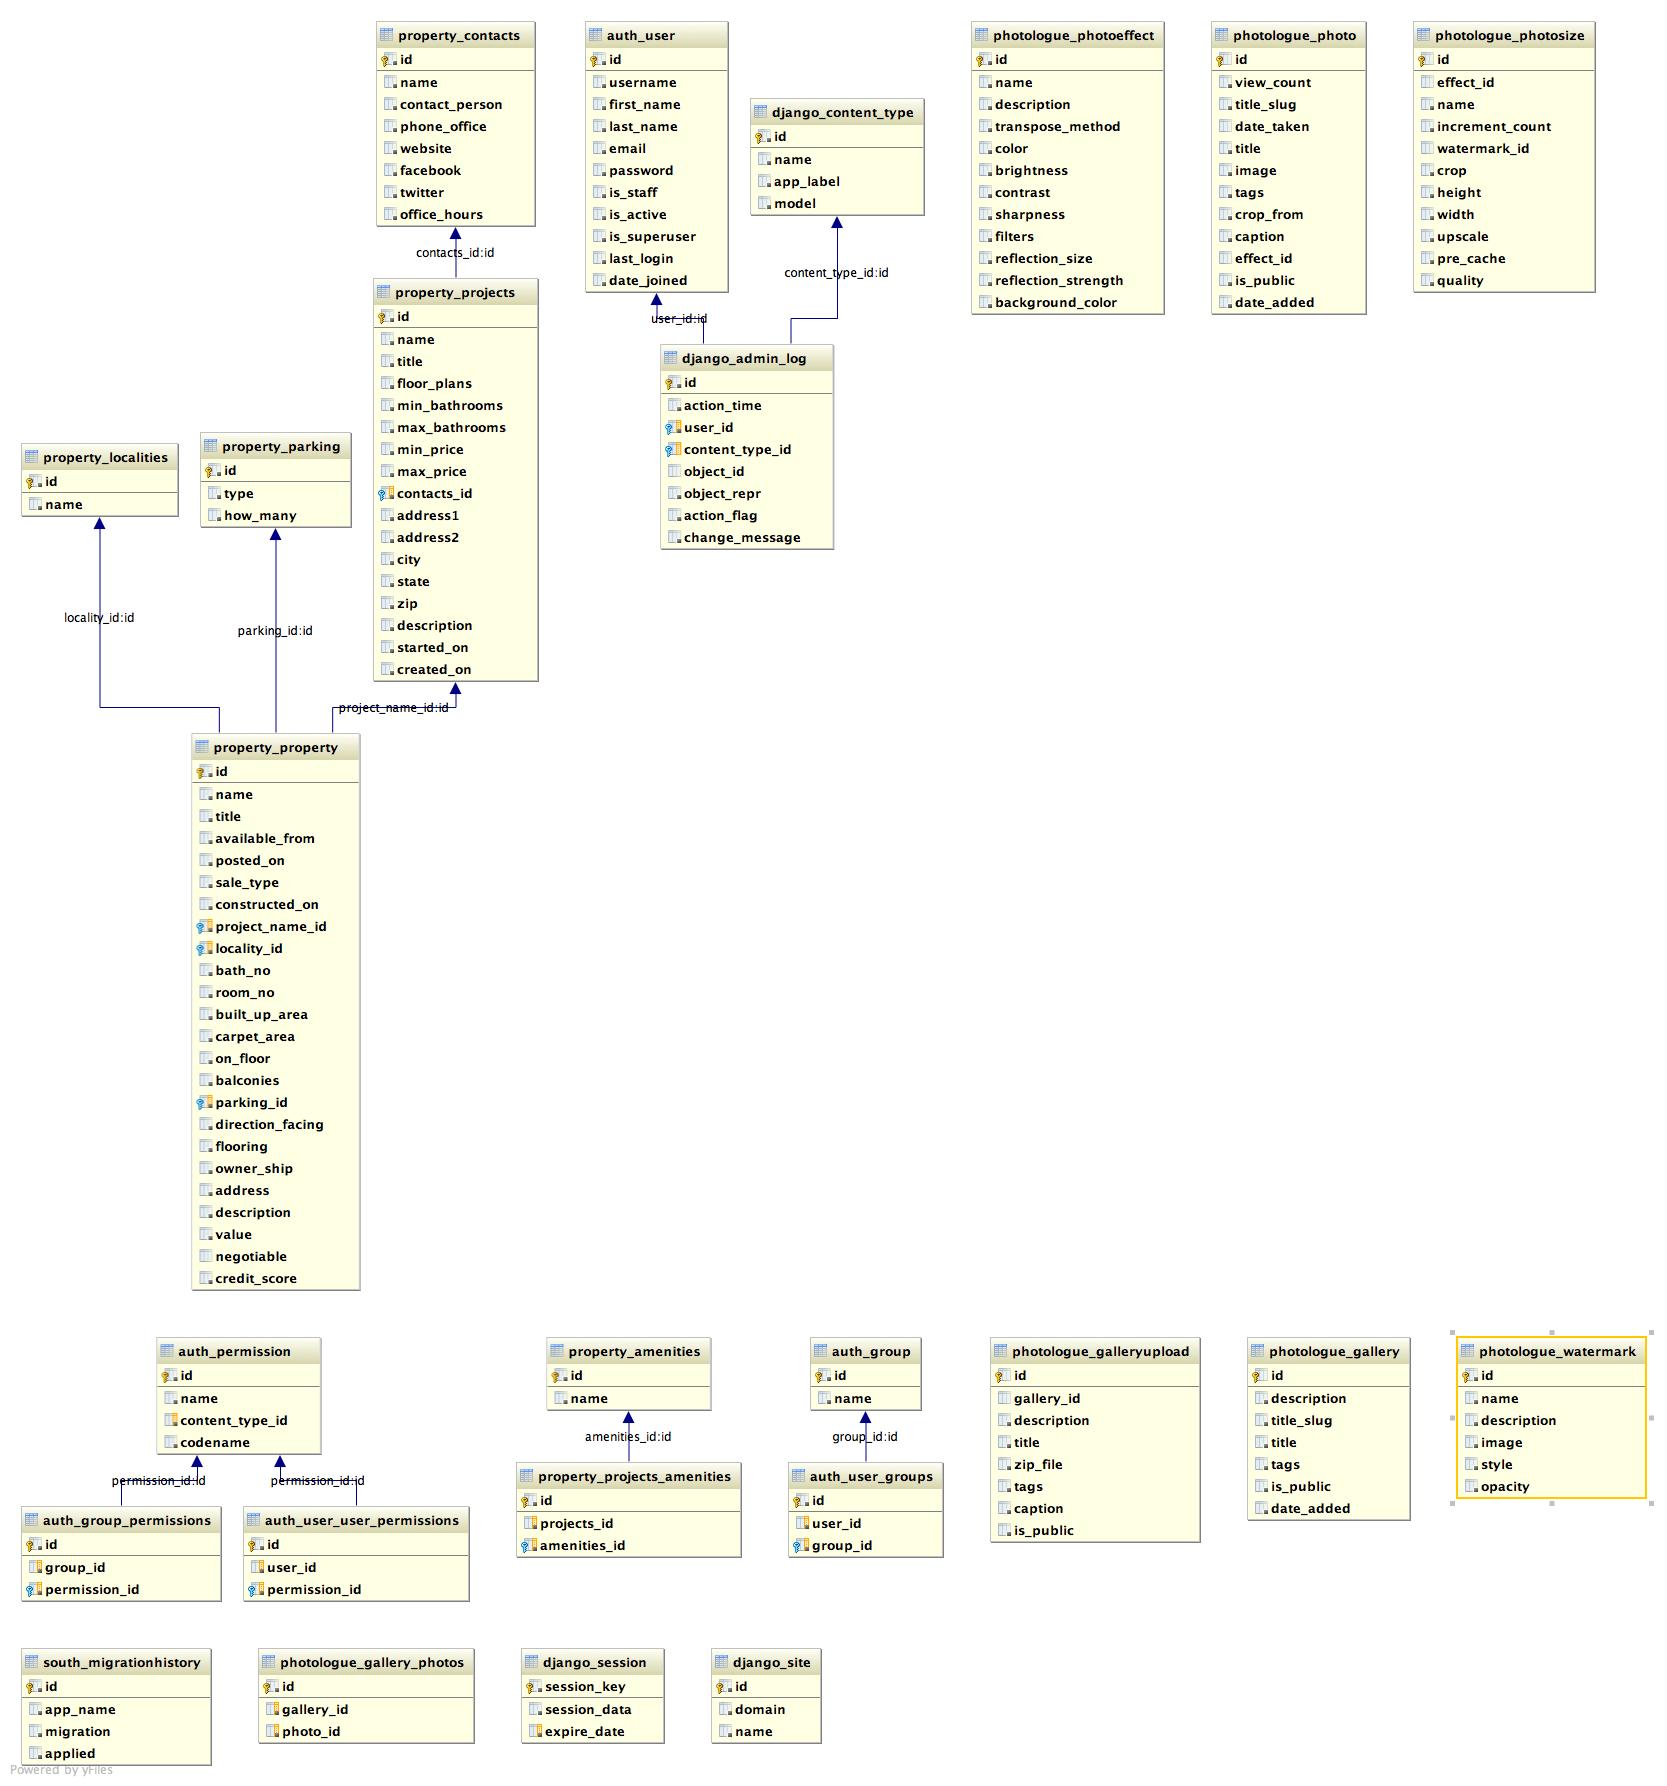 property_contacts
id
name
contact_person
phone_office
website
facebook
twitter
office_hours
contacts_id:id
auth_user
id
username
first_name
last_name
email
password
is_staff
is_active
is_superuser
last_login
date_joined
user_id:id
django_content_type
id
name
app_label
model
content_type_id:id
photologue_photoeffect
id
name
description
transpose_method
color
brightness
contrast
sharpness
filters
reflection_size
reflection_strength
background_color
photologue_photo
id
view_count
title_slug
date_taken
title
image
tags
crop_from
caption
effect_id
is_public
date_added
photologue_photosize
id
effect_id
name
increment_count
watermark_id
crop
height
width
upscale
pre_cache
quality
property_projects
id
name
title
floor_plans
min_bathrooms
max_bathrooms
min_price
max_price
contacts_id
address1
address2
city
state
zip
description
started_on
created_on
django_admin_log
id
action_time
user_id
content_type_id
object_id
object_repr
action_flag
change_message
property_localities
id
name
locality_id:id
property_parking
id
type
how_many
parking_id:id
project_name_id:id
property_property
id
name
title
available_from
posted_on
sale_type
constructed_on
project_name_id
locality_id
bath_no
room_no
built_up_area
carpet_area
on_floor
balconies
parking_id
direction_facing
flooring
owner_ship
address
description
value
negotiable
credit_score
auth_permission
id
name
content_type_id
codename
permission_id:id
permission_id:id
property_amenities
id
name
amenities_id:id
auth_group
id
name
group_id:id
photologue_galleryupload
id
gallery_id
description
title
zip_file
tags
caption
is_public
photologue_gallery
id
description
title_slug
title
tags
is_public
date_added
photologue_watermark
id
name
description
image
style
opacity
auth_group_permissions
id
group_id
permission_id
auth_user_user_permissions
id
user_id
permission_id
property_projects_amenities
id
projects_id
amenities_id
auth_user_groups
id
user_id
group_id
south_migrationhistory
id
app_name
migration
applied
photologue_gallery_photos
id
gallery_id
photo_id
django_session
session_key
session_data
expire_date
django_site
id
domain
name
Powered by yFiles